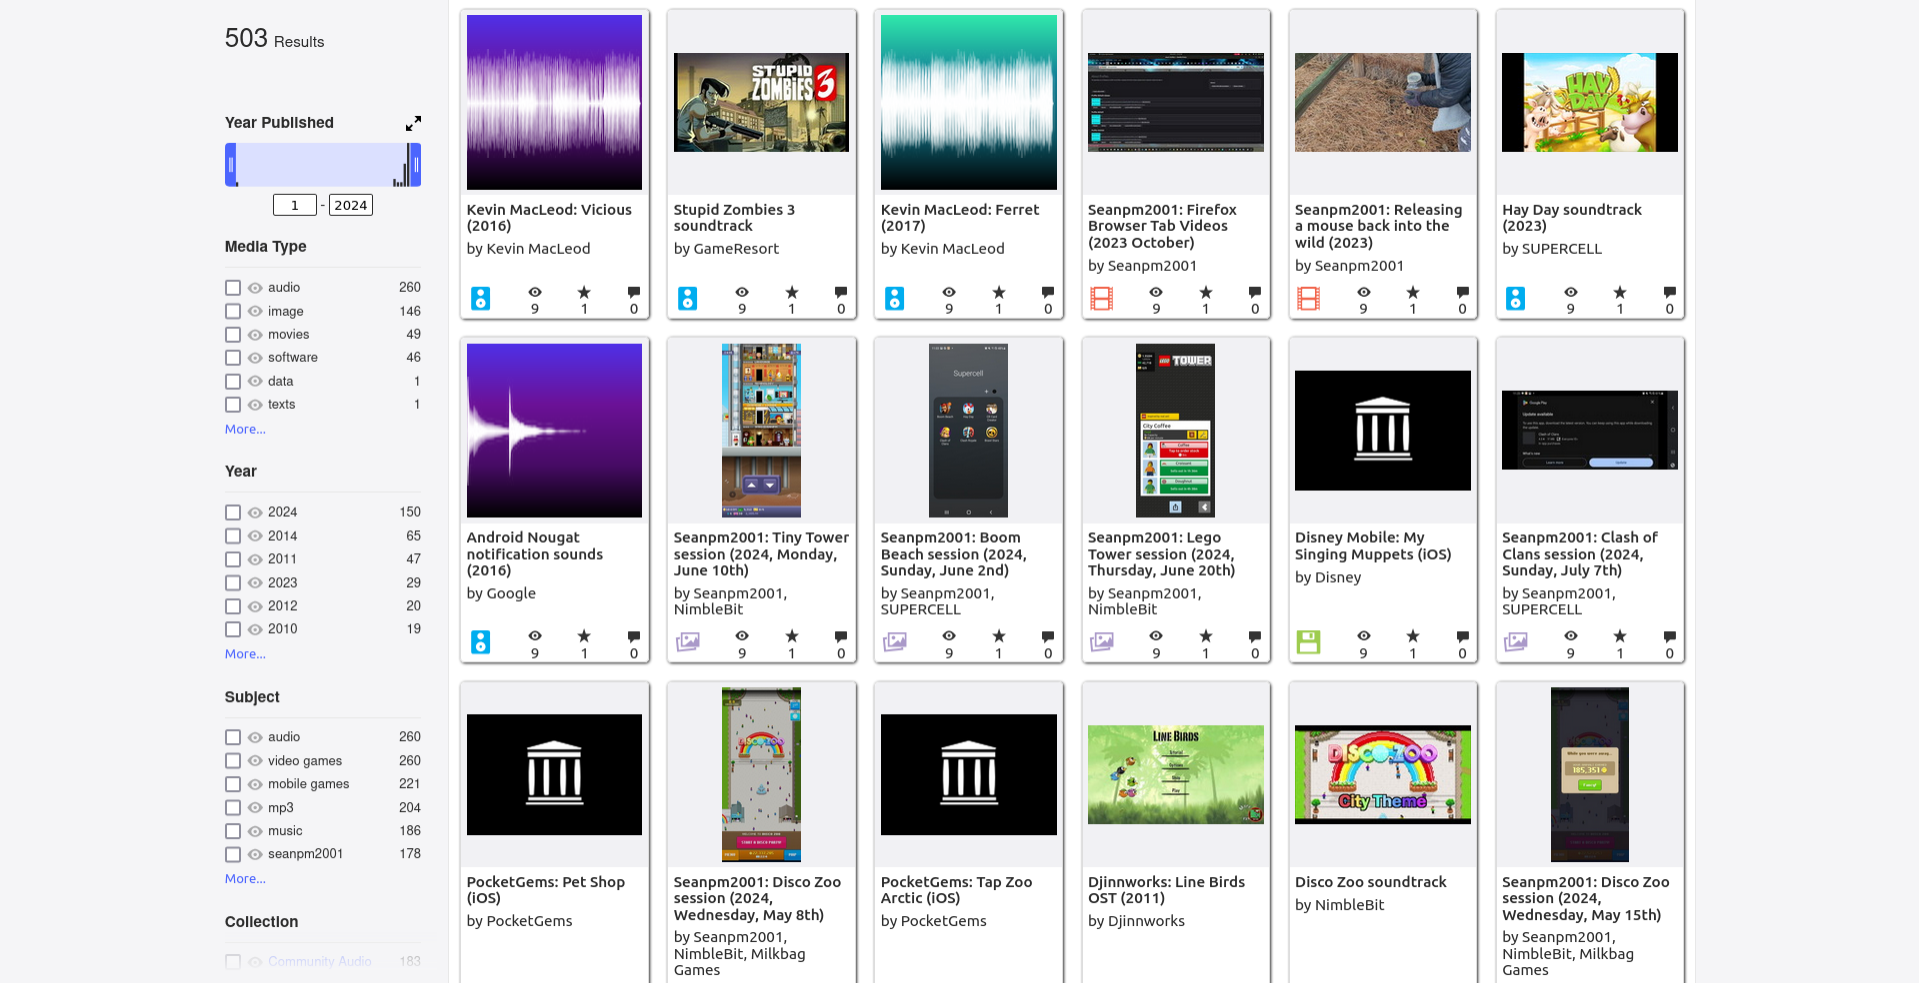 503 Results
Year Published
1 - 2024
Media Type
audio 260
image 146
movies 49
software 46
data 1
texts 1
More...
Year
2024 150
2014 65
2011 47
2023 29
2012 20
2010 19
More...
Subject
audio 260
video games 260
mobile games 221
mp3 204
music 186
seanpm2001 178
More...
Collection
Community Audio 183
Kevin MacLeod: Vicious
(2016)
by Kevin MacLeod
9 1 0
STUPID
ZOMBIES 3
Stupid Zombies 3
soundtrack
by GameResort
9 1 0
Kevin MacLeod: Ferret
(2017)
by Kevin MacLeod
9 1 0
Seanpm2001: Firefox
Browser Tab Videos
(2023 October)
by Seanpm2001
9 1 0
Seanpm2001: Releasing
a mouse back into the
wild (2023)
by Seanpm2001
9 1 0
HAY
DAY
Hay Day soundtrack
(2023)
by SUPERCELL
9 1 0
Android Nougat
notification sounds
(2016)
by Google
9 1 0
Seanpm2001: Tiny Tower
session (2024, Monday,
June 10th)
by Seanpm2001,
NimbleBit
9 1 0
Supercell
Seanpm2001: Boom
Beach session (2024,
Sunday, June 2nd)
by Seanpm2001,
SUPERCELL
9 1 0
LEGO TOWER
City Coffee
Seanpm2001: Lego
Tower session (2024,
Thursday, June 20th)
by Seanpm2001,
NimbleBit
9 1 0
Disney Mobile: My
Singing Muppets (iOS)
by Disney
9 1 0
Google Play
Update available
Seanpm2001: Clash of
Clans session (2024,
Sunday, July 7th)
by Seanpm2001,
SUPERCELL
9 1 0
PocketGems: Pet Shop
(iOS)
by PocketGems
DISCO ZOO
Seanpm2001: Disco Zoo
session (2024,
Wednesday, May 8th)
by Seanpm2001,
NimbleBit, Milkbag
Games
PocketGems: Tap Zoo
Arctic (iOS)
by PocketGems
LINE BIRDS
Djinnworks: Line Birds
OST (2011)
by Djinnworks
DISCO ZOO
City Theme
Disco Zoo soundtrack
by NimbleBit
185,351
Seanpm2001: Disco Zoo
session (2024,
Wednesday, May 15th)
by Seanpm2001,
NimbleBit, Milkbag
Games